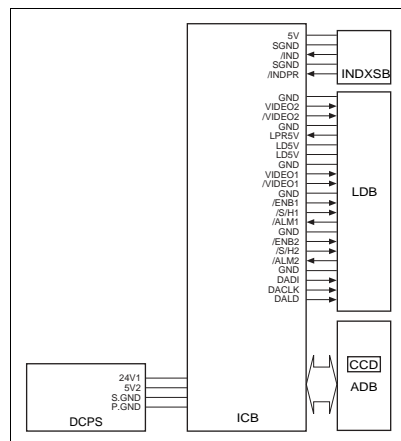 5V
SGND
/IND
SGND
/INDPR
INDXSB
GND
VIDEO2
/VIDEO2
GND
LPR5V
LD5V
LD5V
GND
VIDEO1
/VIDEO1
GND
/ENB1
/S/H1
/ALM1
GND
/ENB2
/S/H2
/ALM2
GND
DADI
DACLK
DALD
LDB
CCD
ADB
24V1
5V2
S.GND
P.GND
DCPS
ICB